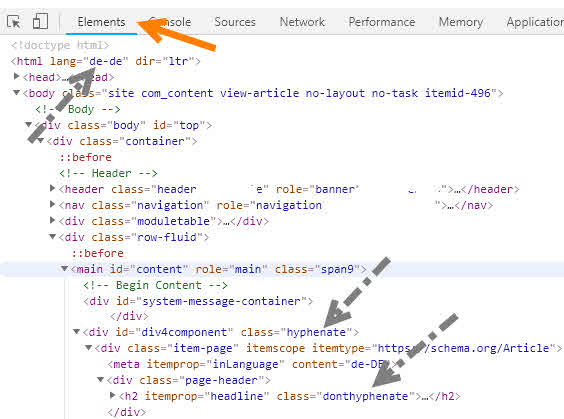 Elements Console Sources Network Performance Memory Application
<!doctype html>
<html lang="de-de" dir="ltr">
<head>…</head>
<body class="site com_content view-article no-layout no-task itemid-496">
<!-- Body -->
<div class="body" id="top">
<div class="container">
::before
<!-- Header -->
<header class="header role="banner" ">…</header>
<nav class="navigation" role="navigation ">…</nav>
<div class="moduletable">…</div>
<div class="row-fluid">
::before
<main id="content" role="main" class="span9">
<!-- Begin Content -->
<div id="system-message-container">
</div>
<div id="div4component" class="hyphenate">
<div class="item-page" itemscope itemtype="https://schema.org/Article">
<meta itemprop="inLanguage" content="de-DE">
<div class="page-header">
<h2 itemprop="headline" class="donthyphenate">…</h2>
</div>